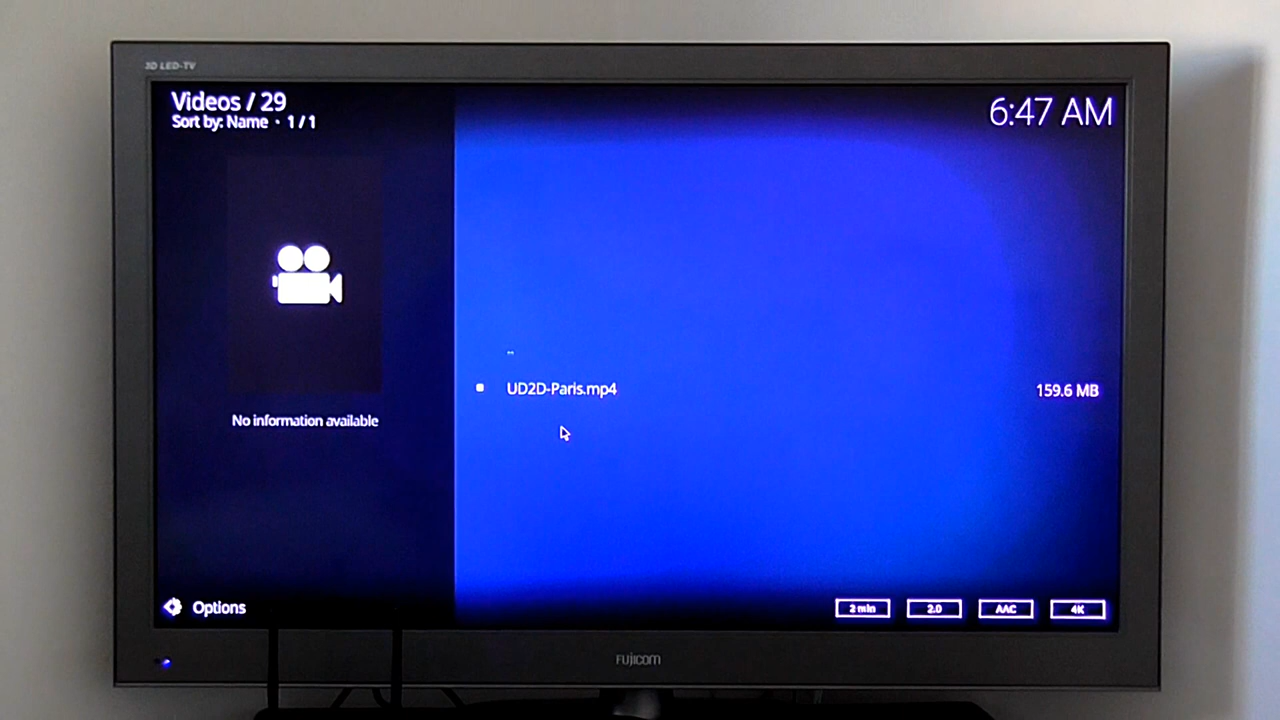 3D LED-TV
Videos / 29
Sort by: Name · 1 / 1
6:47 AM
..
UD2D-Paris.mp4
159.6 MB
No information available
Options
2 min
2.0
AAC
4K
FUJICOM